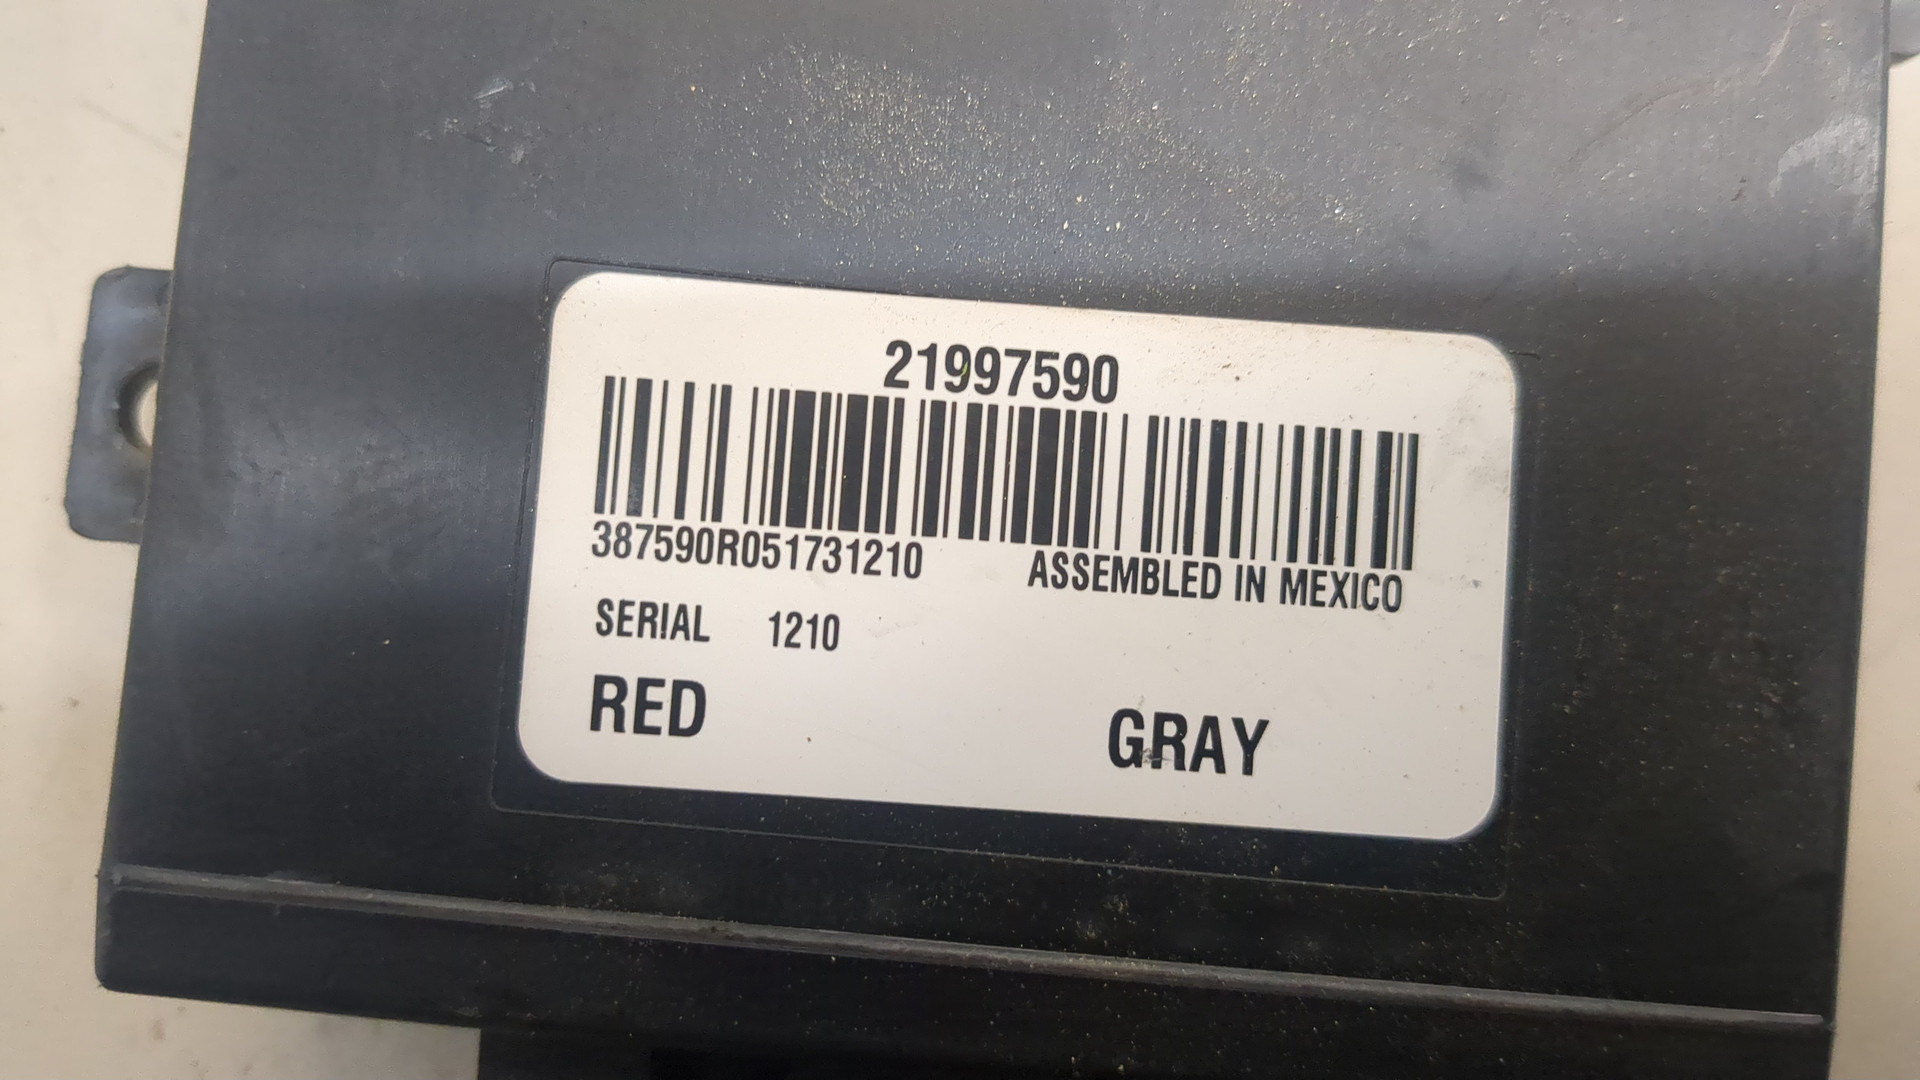 21997590
387590R051731210 ASSEMBLED IN MEXICO
SERIAL 1210
RED GRAY